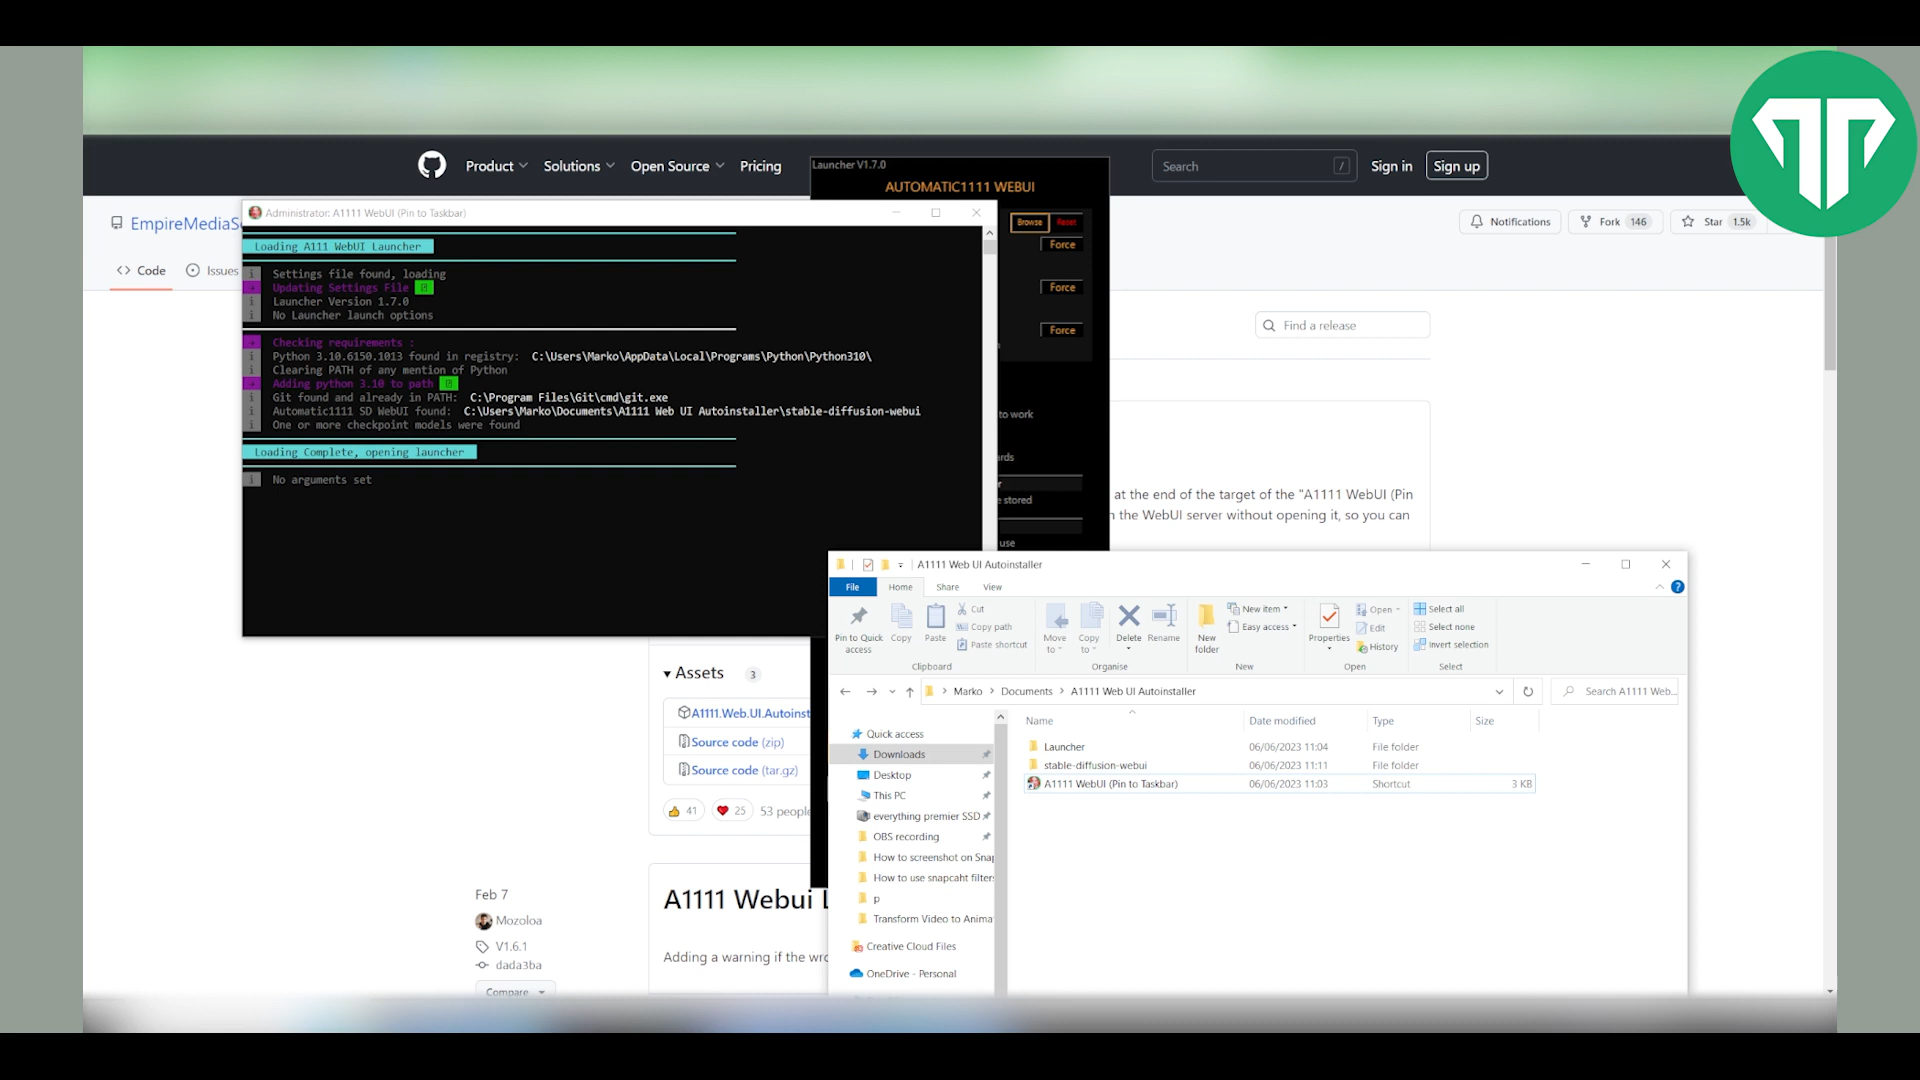 Product
Solutions
Open Source
Pricing
Search
/
Sign in
Sign up
Launcher V1.7.0
AUTOMATIC1111 WEBUI
Browse
Reset
Force
Force
Force
EmpireMediaSc
Notifications
Fork 146
Star 1.5k
Code
Issues
Find a release
Administrator: A1111 WebUI (Pin to Taskbar)
Loading A111 WebUI Launcher
i Settings file found, loading
Updating Settings File
i Launcher Version 1.7.0
i No Launcher launch options
Checking requirements :
i Python 3.10.6150.1013 found in registry: C:\Users\Marko\AppData\Local\Programs\Python\Python310\
i Clearing PATH of any mention of Python
Adding python 3.10 to path
i Git found and already in PATH: C:\Program Files\Git\cmd\git.exe
i Automatic1111 SD WebUI found: C:\Users\Marko\Documents\A1111 Web UI Autoinstaller\stable-diffusion-webui
i One or more checkpoint models were found
Loading Complete, opening launcher
i No arguments set
to work
ards
r
e stored
use
at the end of the target of the "A1111 WebUI (Pin
n the WebUI server without opening it, so you can
A1111 Web UI Autoinstaller
File
Home
Share
View
Pin to Quick access
Copy
Paste
Cut
Copy path
Paste shortcut
Clipboard
Move to
Copy to
Delete
Rename
Organise
New folder
New item
Easy access
New
Properties
Open
Edit
History
Open
Select all
Select none
Invert selection
Select
Marko > Documents > A1111 Web UI Autoinstaller
Search A1111 Web...
Quick access
Downloads
Desktop
This PC
everything premier SSD
OBS recording
How to screenshot on Snap
How to use snapcaht filter
p
Transform Video to Anima
Creative Cloud Files
OneDrive - Personal
Name
Date modified
Type
Size
Launcher 06/06/2023 11:04 File folder
stable-diffusion-webui 06/06/2023 11:11 File folder
A1111 WebUI (Pin to Taskbar) 06/06/2023 11:03 Shortcut 3 KB
Assets 3
A1111.Web.UI.Autoinst
Source code (zip)
Source code (tar.gz)
41
25
53 people
Feb 7
Mozoloa
V1.6.1
dada3ba
Compare
A1111 Webui L
Adding a warning if the wro